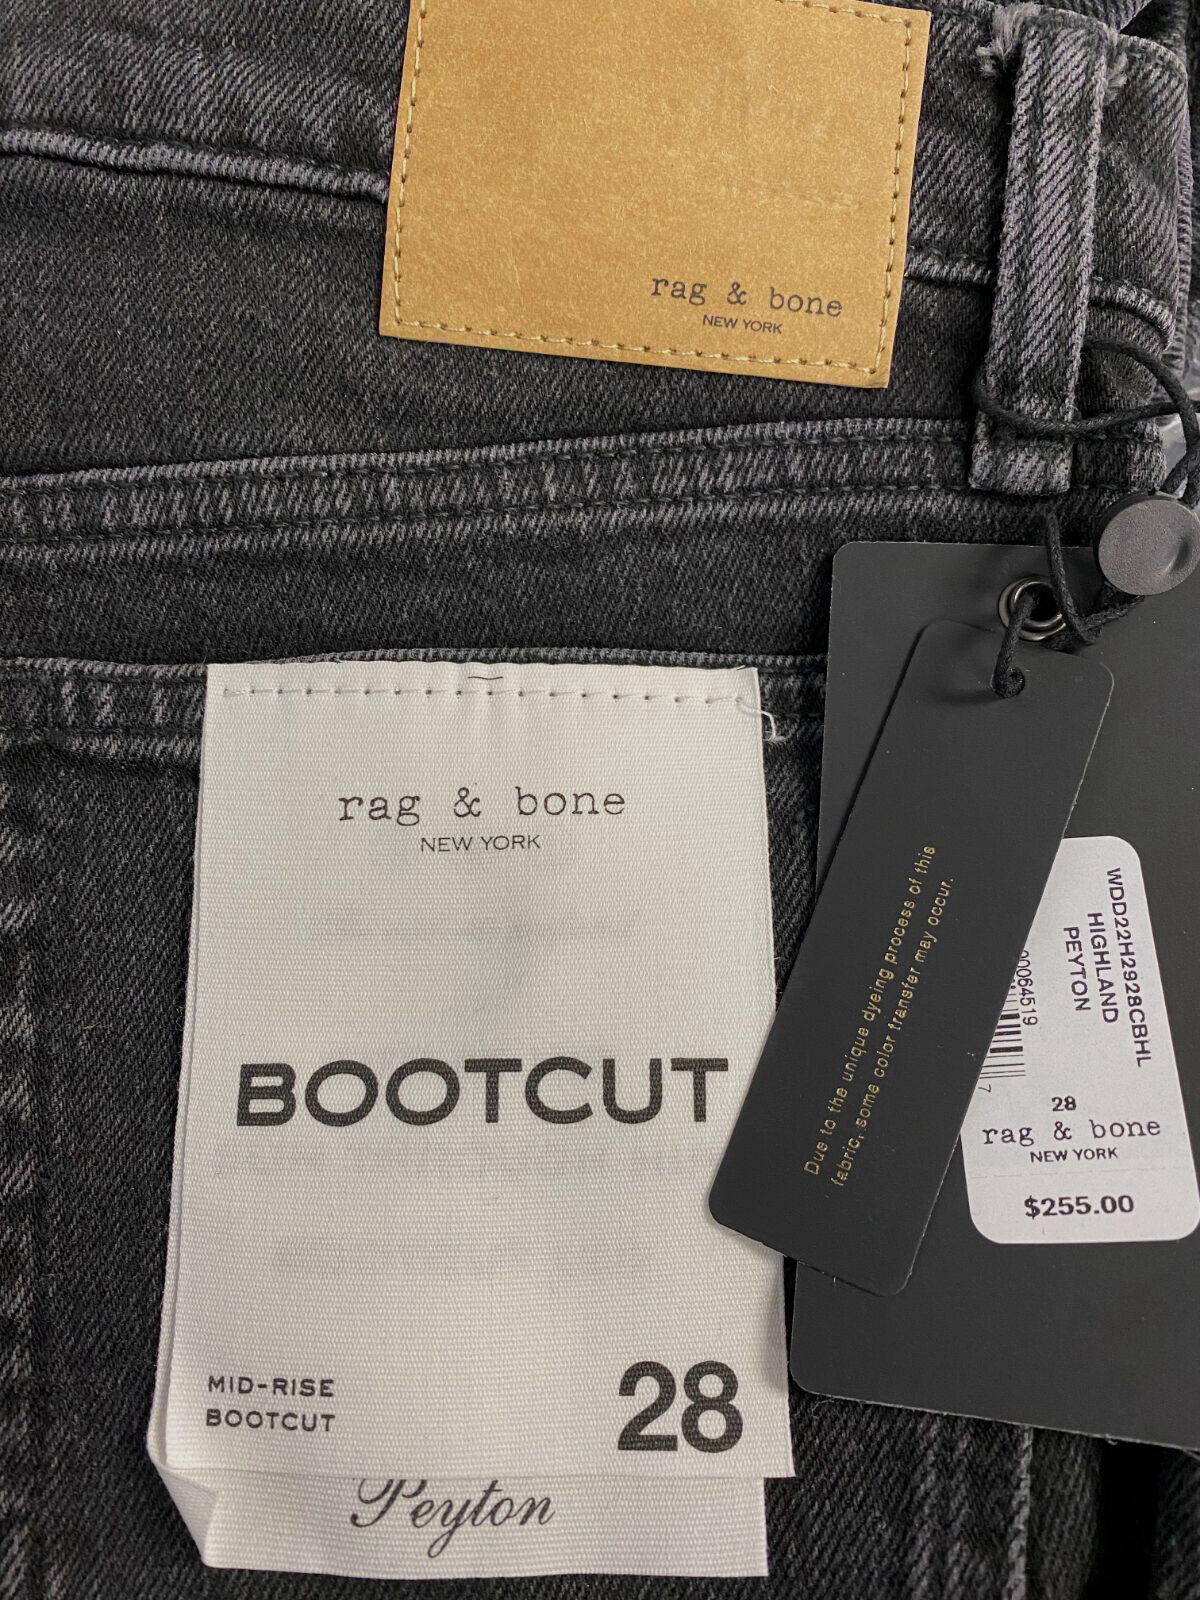 rag & bone
NEW YORK
rag & bone
NEW YORK
BOOTCUT
MID-RISE
BOOTCUT
28
Peyton
Due to the unique dyeing process of this
fabric, some color transfer may occur.
WDD22H2928CBHL
HIGHLAND
PEYTON
00064519
7
28
rag & bone
NEW YORK
$255.00